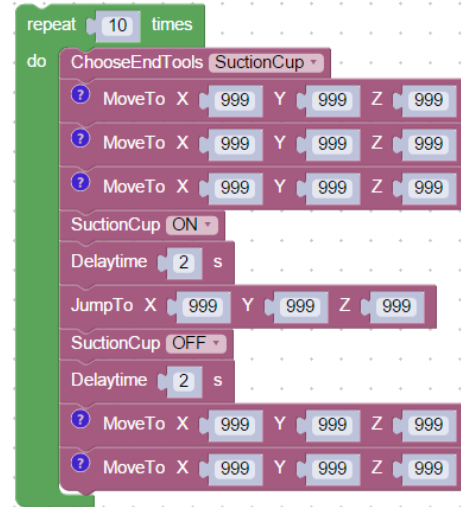 repeat 10 times
do ChooseEndTools SuctionCup
? MoveTo X 999 Y 999 Z 999
? MoveTo X 999 Y 999 Z 999
? MoveTo X 999 Y 999 Z 999
SuctionCup ON
Delaytime 2 s
JumpTo X 999 Y 999 Z 999
SuctionCup OFF
Delaytime 2 s
? MoveTo X 999 Y 999 Z 999
? MoveTo X 999 Y 999 Z 999